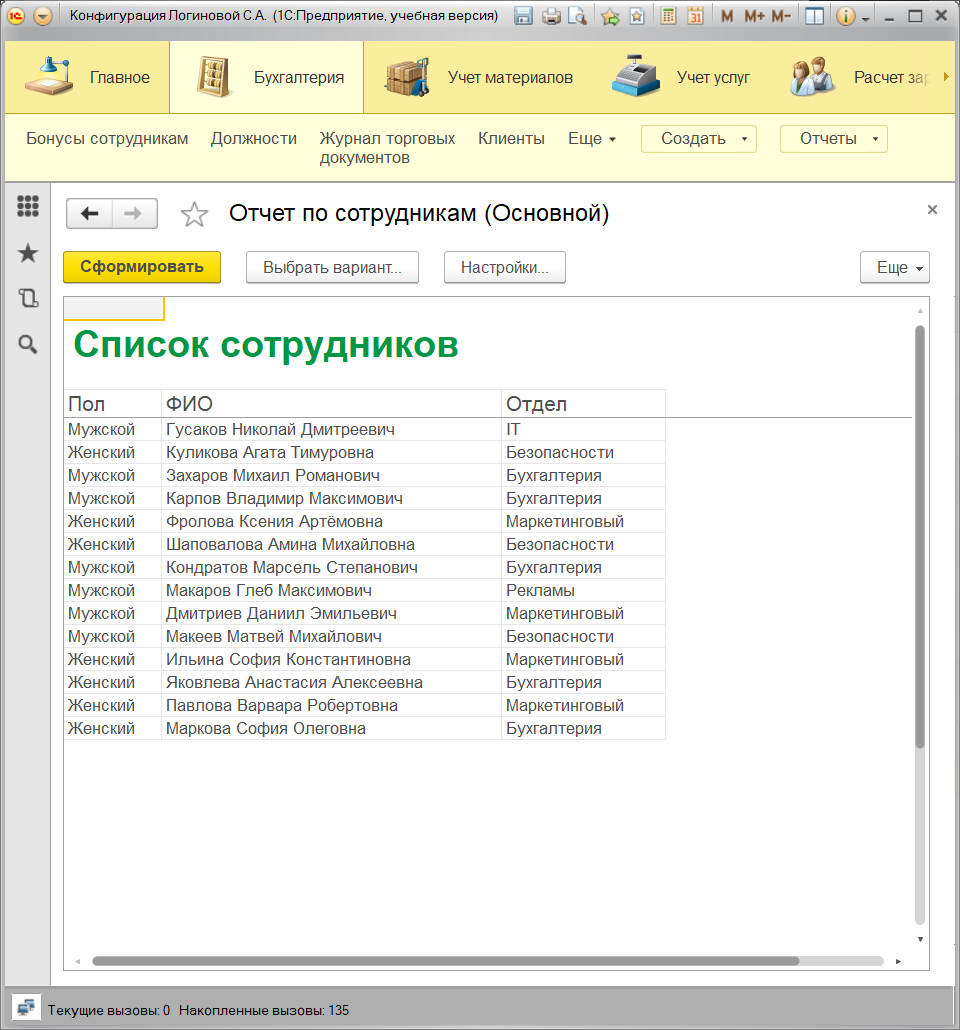 Конфигурация Логиновой С.А. (1С:Предприятие, учебная версия) M M+ M-
Главное Бухгалтерия Учет материалов Учет услуг Расчет зар
Бонусы сотрудникам Должности Журнал торговых документов Клиенты Еще Создать Отчеты
Отчет по сотрудникам (Основной)
Сформировать Выбрать вариант... Настройки... Еще
Список сотрудников
Пол ФИО Отдел
Мужской Гусаков Николай Дмитреевич IT
Женский Куликова Агата Тимуровна Безопасности
Мужской Захаров Михаил Романович Бухгалтерия
Мужской Карпов Владимир Максимович Бухгалтерия
Женский Фролова Ксения Артёмовна Маркетинговый
Женский Шаповалова Амина Михайловна Безопасности
Мужской Кондратов Марсель Степанович Бухгалтерия
Мужской Макаров Глеб Максимович Рекламы
Мужской Дмитриев Даниил Эмильевич Маркетинговый
Мужской Макеев Матвей Михайлович Безопасности
Женский Ильина София Константиновна Маркетинговый
Женский Яковлева Анастасия Алексеевна Бухгалтерия
Женский Павлова Варвара Робертовна Маркетинговый
Женский Маркова София Олеговна Бухгалтерия
Текущие вызовы: 0 Накопленные вызовы: 135